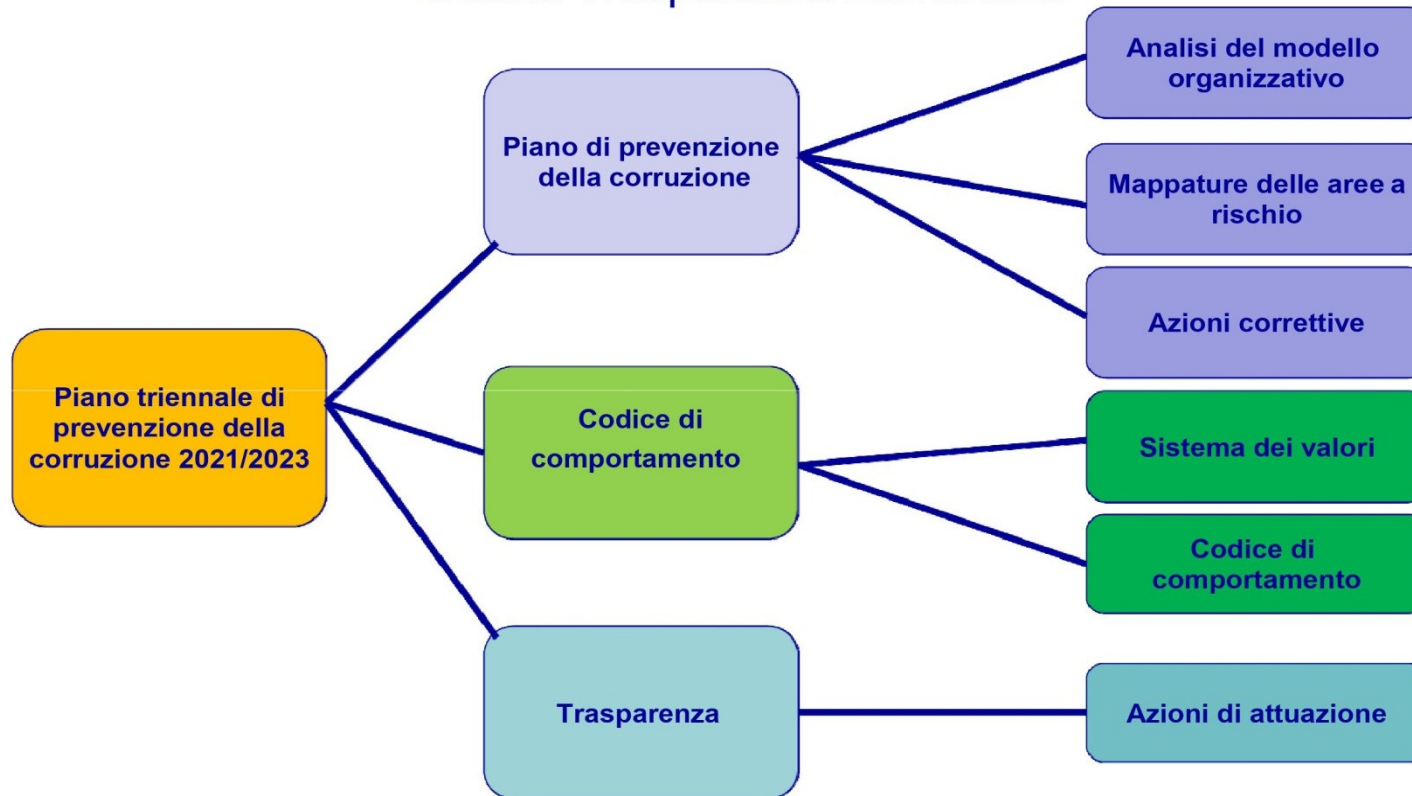 Analisi del modello
organizzativo
Piano di prevenzione
della corruzione
Mappature delle aree a
rischio
Azioni correttive
Piano triennale di
prevenzione della
corruzione 2021/2023
Codice di
comportamento
Sistema dei valori
Codice di
comportamento
Trasparenza
Azioni di attuazione